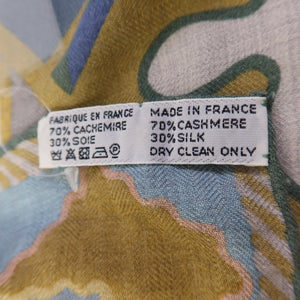 FABRIQUE EN FRANCE
70% CACHEMIRE
30% SOIE
MADE IN FRANCE
70% CASHMERE
30% SILK
DRY CLEAN ONLY